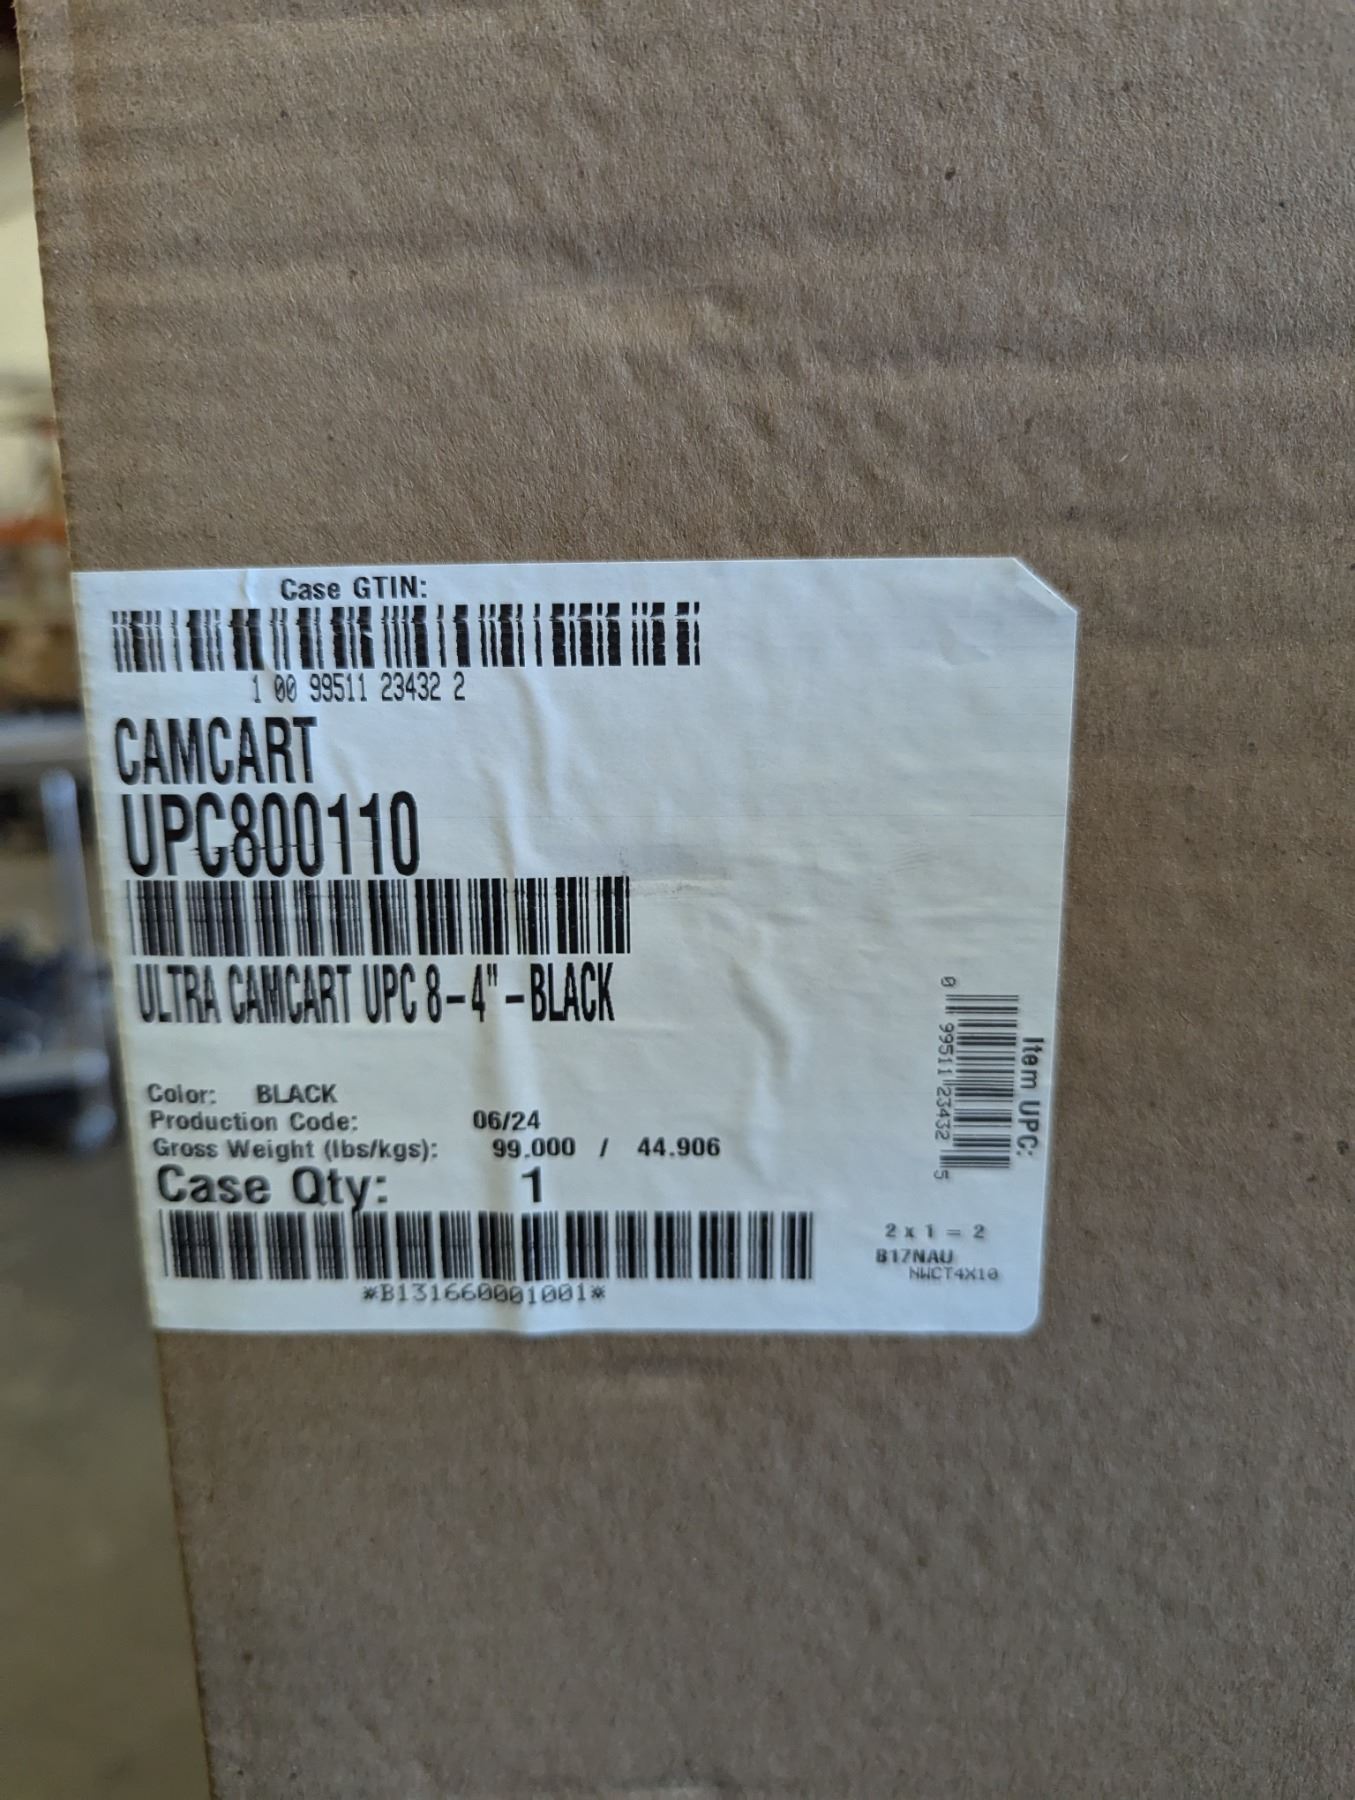 Case GTIN:
1 00 99511 23432 2
CAMCART
UPC800110
ULTRA CAMCART UPC 8-4"-BLACK
Color: BLACK
Production Code: 06/24
Gross Weight (lbs/kgs): 99.000 / 44.906
Case Qty: 1
*B131660001001*
Item UPC:
0 99511 23432 5
2 x 1 = 2
B17NAU
NWCT4X10